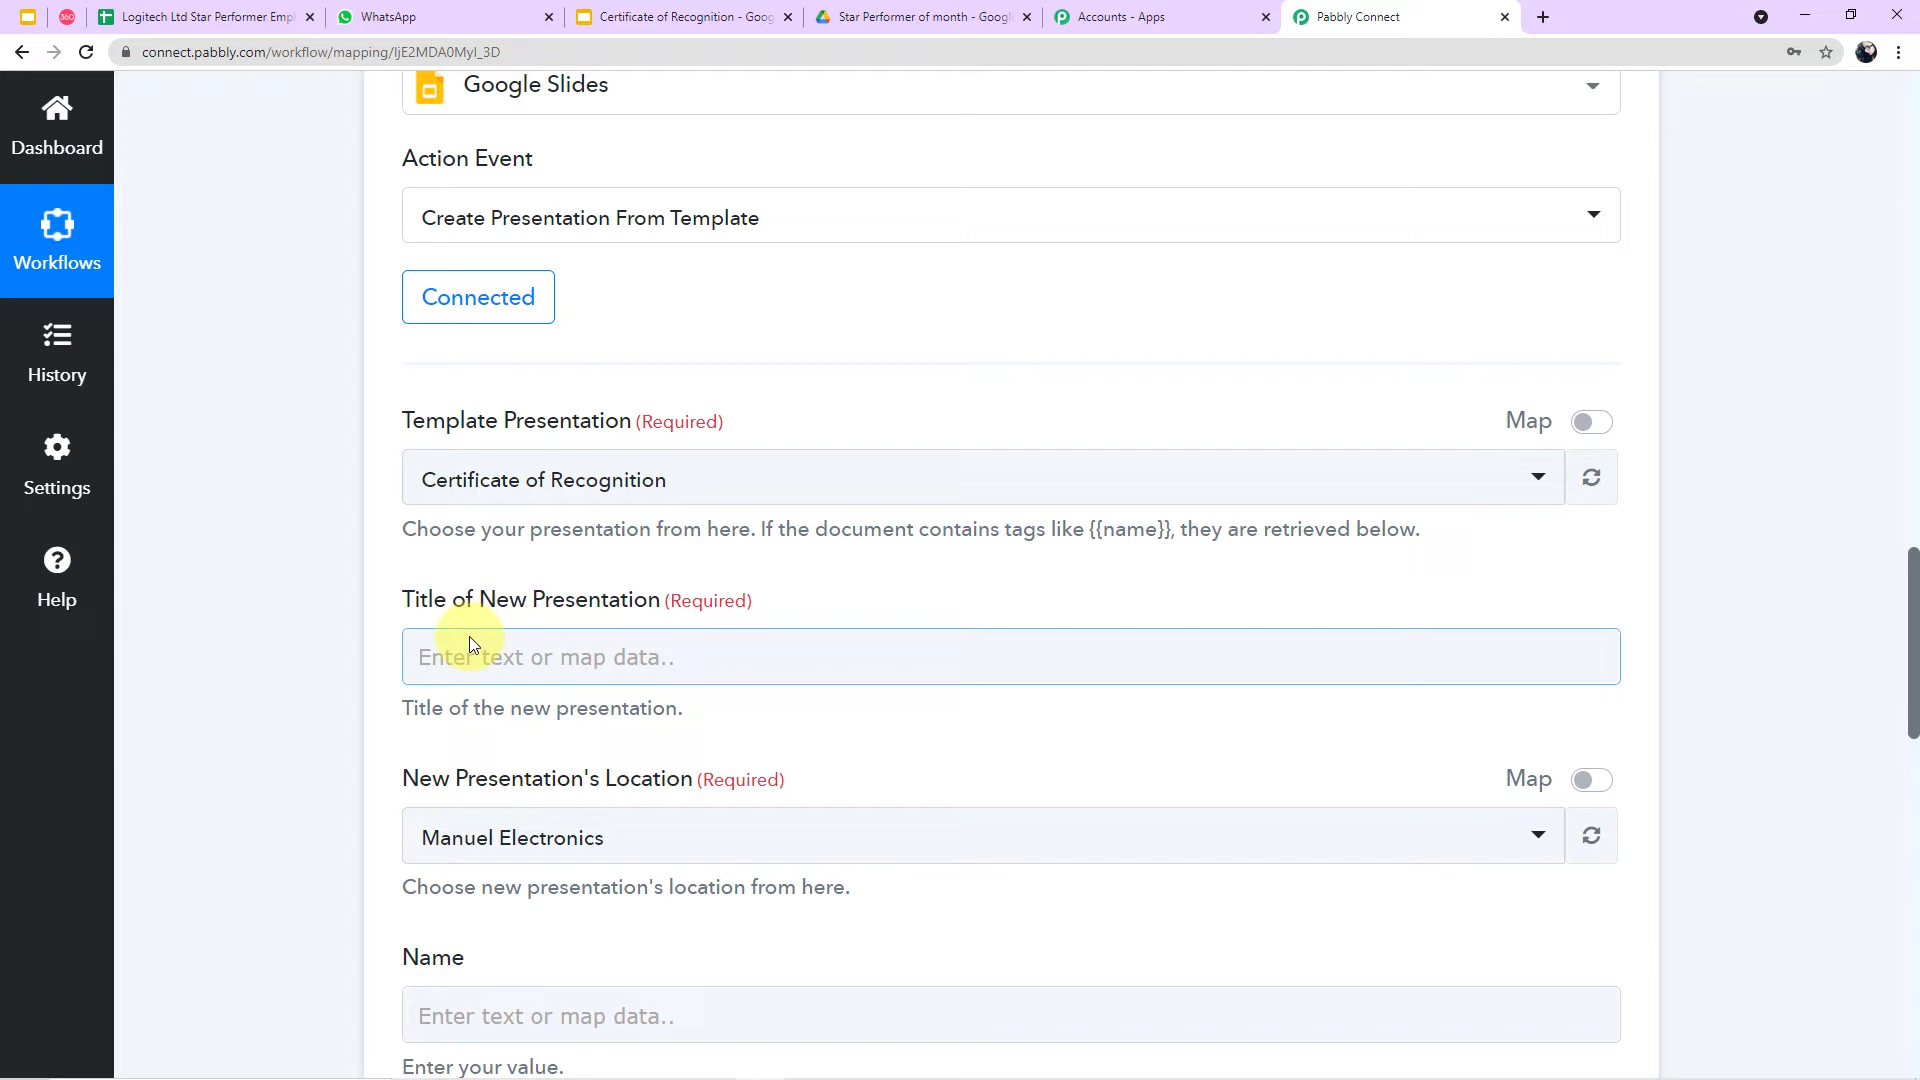 Logitech Ltd Star Performer Empl
WhatsApp
Certificate of Recognition - Goog
Star Performer of month - Google
Accounts - Apps
Pabbly Connect
360
connect.pabbly.com/workflow/mapping/IjE2MDA0MyI_3D
Dashboard
Workflows
History
Settings
Help
Google Slides
Action Event
Create Presentation From Template
Connected
Template Presentation (Required)
Map
Certificate of Recognition
Choose your presentation from here. If the document contains tags like {{name}}, they are retrieved below.
Title of New Presentation (Required)
Enter text or map data..
Title of the new presentation.
New Presentation's Location (Required)
Map
Manuel Electronics
Choose new presentation's location from here.
Name
Enter text or map data..
Enter your value.